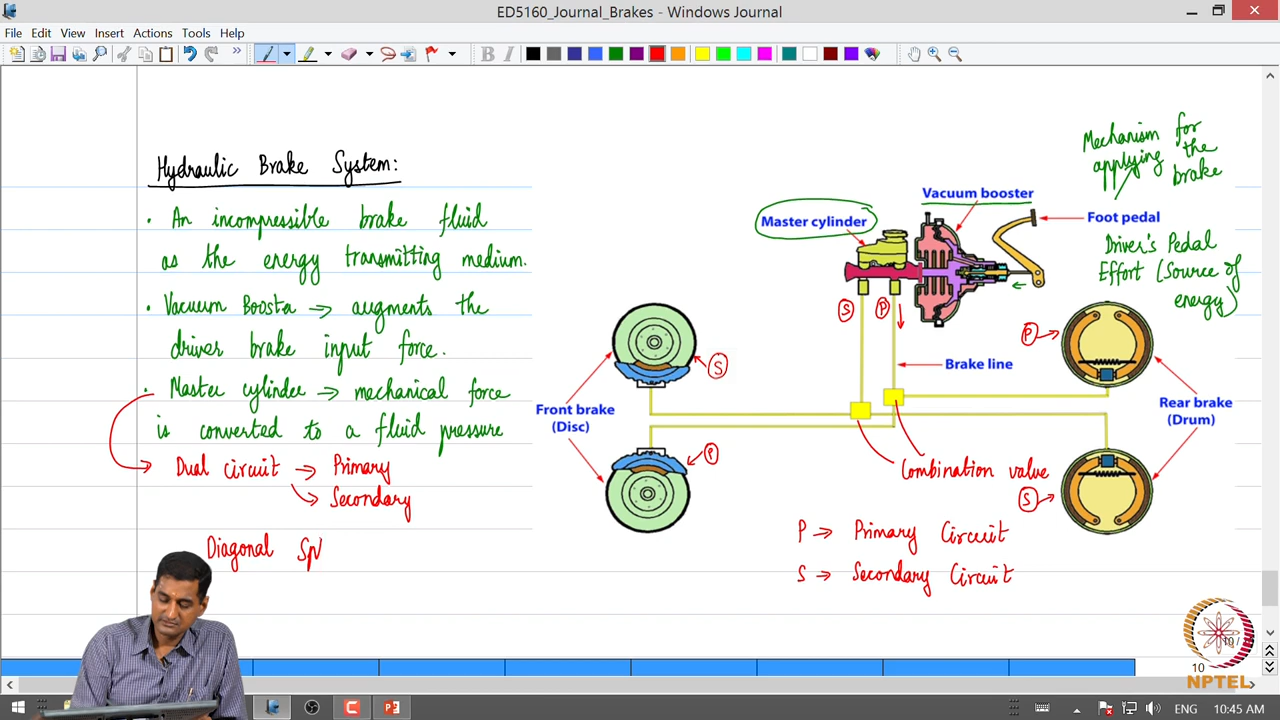 ED5160_Journal_Brakes - Windows Journal
File Edit View Insert Actions Tools Help
Hydraulic Brake System:
· An incompressible brake fluid
as the energy transmitting medium.
· Vacuum Booster → augments the
driver brake input force.
· Master cylinder → mechanical force
is converted to a fluid pressure
Dual circuit → Primary
→ Secondary
Diagonal Spl
Mechanism for
applying the
brake
Vacuum booster
Master cylinder
Foot pedal
Driver's Pedal
Effort (Source of
energy)
S
P
P
S
Brake line
Front brake
(Disc)
Rear brake
(Drum)
P
Combination valve
S
P → Primary Circuit
S → Secondary Circuit
10 / 10
10
NPTEL
ENG 10:45 AM